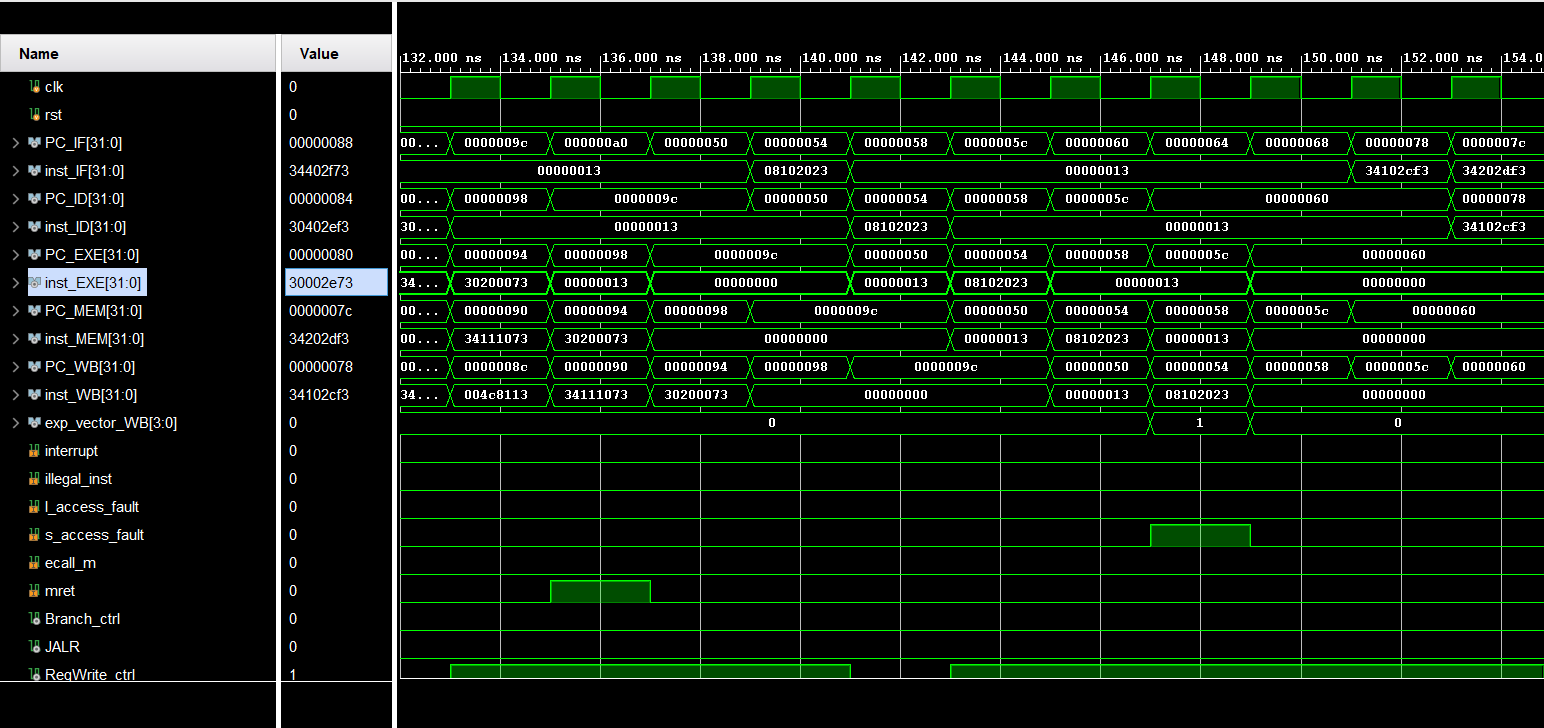 Name Value 132.000 ns 134.000 ns 136.000 ns 138.000 ns 140.000 ns 142.000 ns 144.000 ns 146.000 ns 148.000 ns 150.000 ns 152.000 ns 154.0
clk 0
rst 0
PC_IF[31:0] 00000088 00... 0000009c 000000a0 00000050 00000054 00000058 0000005c 00000060 00000064 00000068 00000078 0000007c
inst_IF[31:0] 34402f73 00000013 08102023 00000013 34102cf3 34202df3
PC_ID[31:0] 00000084 00... 00000098 0000009c 00000050 00000054 00000058 0000005c 00000060 00000078
inst_ID[31:0] 30402ef3 30... 00000013 08102023 00000013 34102cf3
PC_EXE[31:0] 00000080 00... 00000094 00000098 0000009c 00000050 00000054 00000058 0000005c 00000060
inst_EXE[31:0] 30002e73 34... 30200073 00000013 00000000 00000013 08102023 00000013 00000000
PC_MEM[31:0] 0000007c 00... 00000090 00000094 00000098 0000009c 00000050 00000054 00000058 0000005c 00000060
inst_MEM[31:0] 34202df3 00... 34111073 30200073 00000000 00000013 08102023 00000013 00000000
PC_WB[31:0] 00000078 00... 0000008c 00000090 00000094 00000098 0000009c 00000050 00000054 00000058 0000005c 00000060
inst_WB[31:0] 34102cf3 34... 004c8113 34111073 30200073 00000000 00000013 08102023 00000000
exp_vector_WB[3:0] 0 0 1 0
interrupt 0
illegal_inst 0
l_access_fault 0
s_access_fault 0
ecall_m 0
mret 0
Branch_ctrl 0
JALR 0
RegWrite_ctrl 1